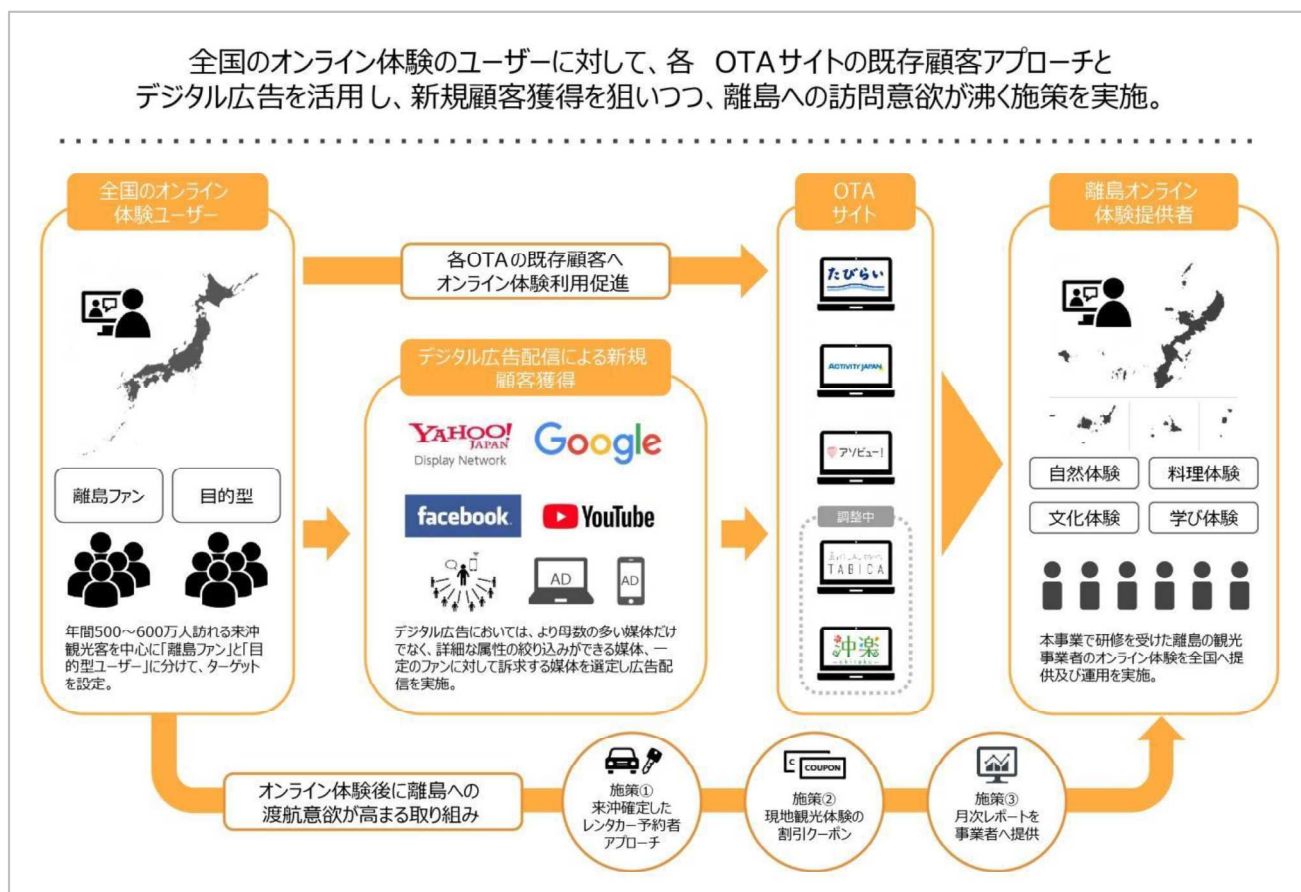 全国のオンライン体験のユーザーに対して、各 OTAサイトの既存顧客アプローチと
デジタル広告を活用し、新規顧客獲得を狙いつつ、離島への訪問意欲が沸く施策を実施。
全国のオンライン
体験ユーザー
離島ファン
目的型
年間500～600万人訪れる来沖
観光客を中心に「離島ファン」と「目
的型ユーザー」に分けて、ターゲット
を設定。
各OTAの既存顧客へ
オンライン体験利用促進
デジタル広告配信による新規
顧客獲得
YAHOO!
JAPAN
Display Network
Google
facebook.
YouTube
AD
AD
デジタル広告においては、より母数の多い媒体だけ
でなく、詳細な属性の絞り込みができる媒体、一
定のファンに対して訴求する媒体を選定し広告配
信を実施。
OTA
サイト
たびらい
ACTIVITY JAPAN
アソビュー!
調整中
TABICA
沖楽
離島オンライン
体験提供者
自然体験
料理体験
文化体験
学び体験
本事業で研修を受けた離島の観光
事業者のオンライン体験を全国へ提
供及び運用を実施。
オンライン体験後に離島への
渡航意欲が高まる取り組み
施策①
来沖確定した
レンタカー予約者
アプローチ
C
COUPON
施策②
現地観光体験の
割引クーポン
施策③
月次レポートを
事業者へ提供